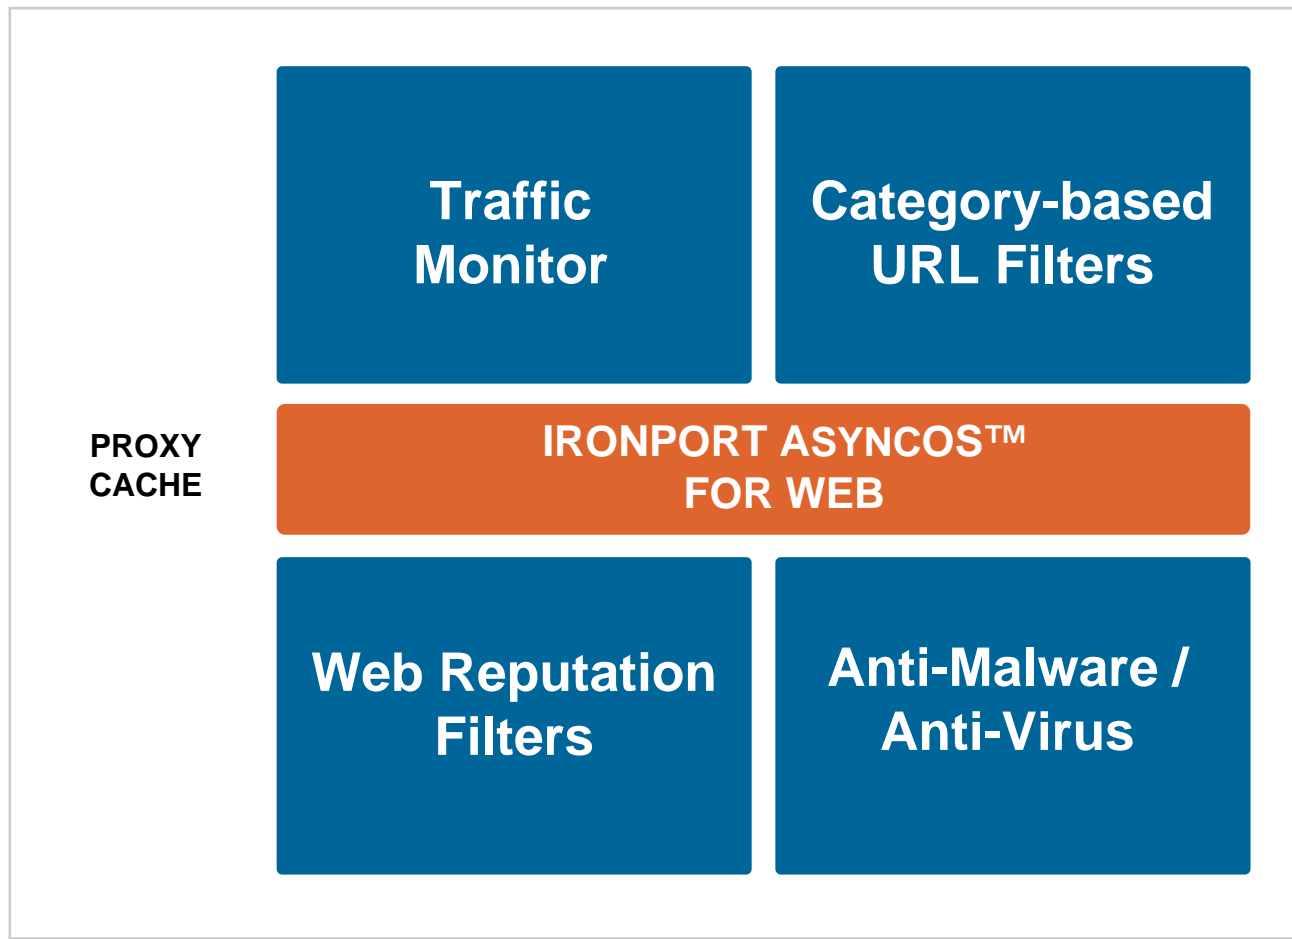 Traffic
Monitor
Category-based
URL Filters
PROXY
CACHE
IRONPORT ASYNCOS™
FOR WEB
Web Reputation
Filters
Anti-Malware /
Anti-Virus